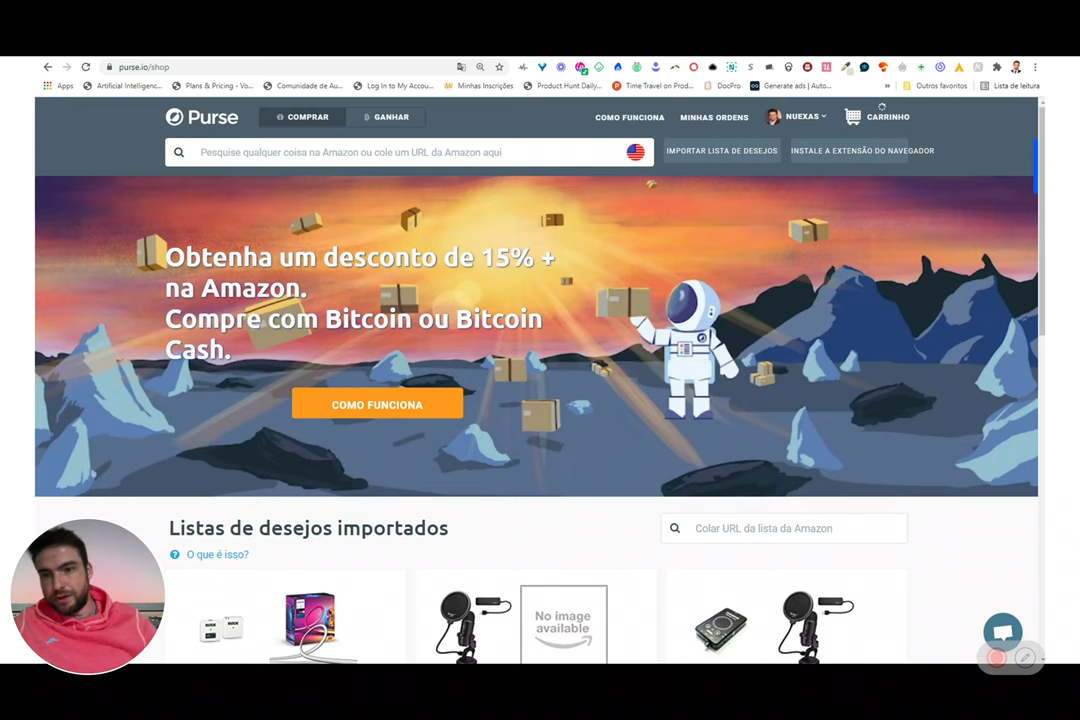 purse.io/shop
Apps
Artificial Intelligenc...
Plans & Pricing - Vo...
Comunidade de Au...
Log In to My Accou...
Minhas Inscrições
Product Hunt Daily...
Time Travel on Prod...
DocPro
Generate ads | Auto...
»
Outros favoritos
Lista de leitura
Purse
COMPRAR
GANHAR
COMO FUNCIONA
MINHAS ORDENS
NUEXAS
CARRINHO
Pesquise qualquer coisa na Amazon ou cole um URL da Amazon aqui
IMPORTAR LISTA DE DESEJOS
INSTALE A EXTENSÃO DO NAVEGADOR
Obtenha um desconto de 15% +
na Amazon.
Compre com Bitcoin ou Bitcoin
Cash.
COMO FUNCIONA
Listas de desejos importados
Colar URL da lista da Amazon
? O que é isso?
No image
available